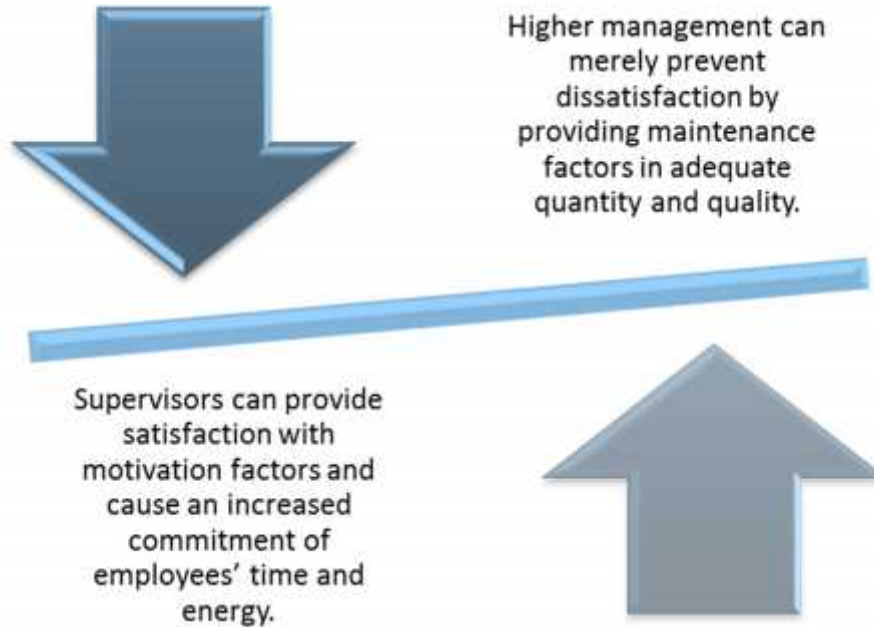 Higher management can
merely prevent
dissatisfaction by
providing maintenance
factors in adequate
quantity and quality.
Supervisors can provide
satisfaction with
motivation factors and
cause an increased
commitment of
employees’ time and
energy.